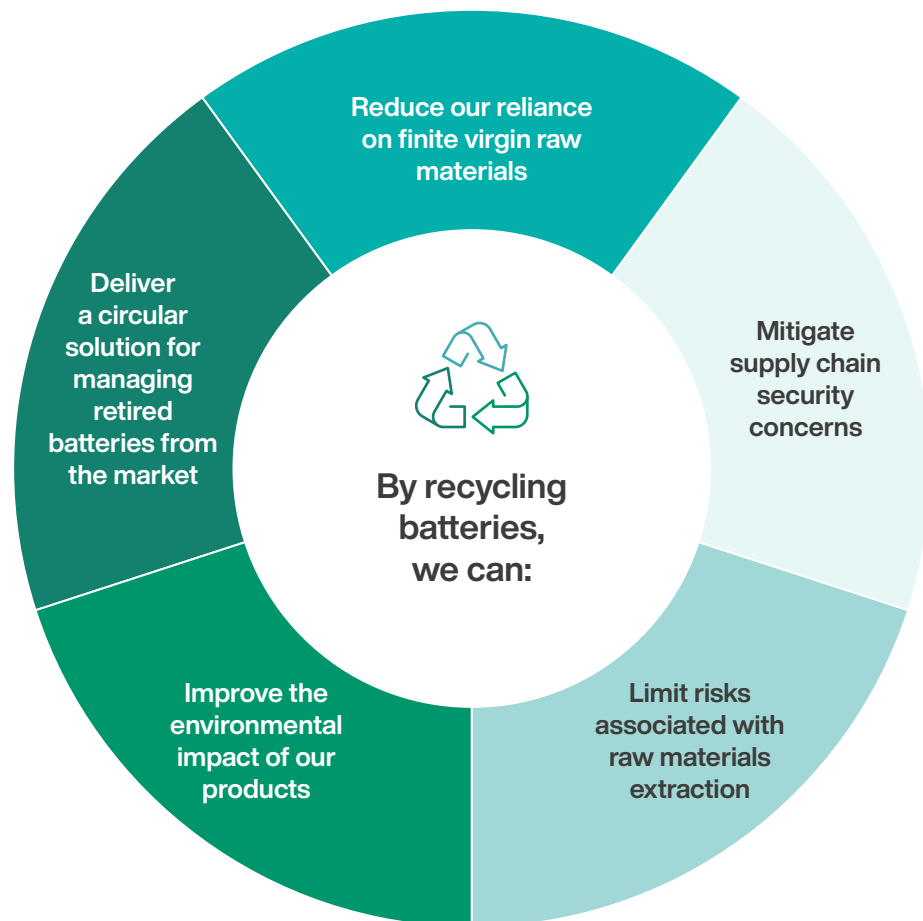 By recycling
batteries,
we can:
Reduce our reliance
on finite virgin raw
materials
Mitigate
supply chain
security
concerns
Limit risks
associated with
raw materials
extraction
Improve the
environmental
impact of our
products
Deliver
a circular
solution for
managing
retired
batteries from
the market